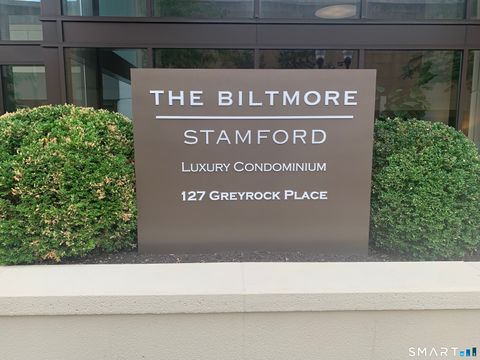 THE BILTMORE
STAMFORD
LUXURY CONDOMINIUM
127 GREYROCK PLACE
SMART